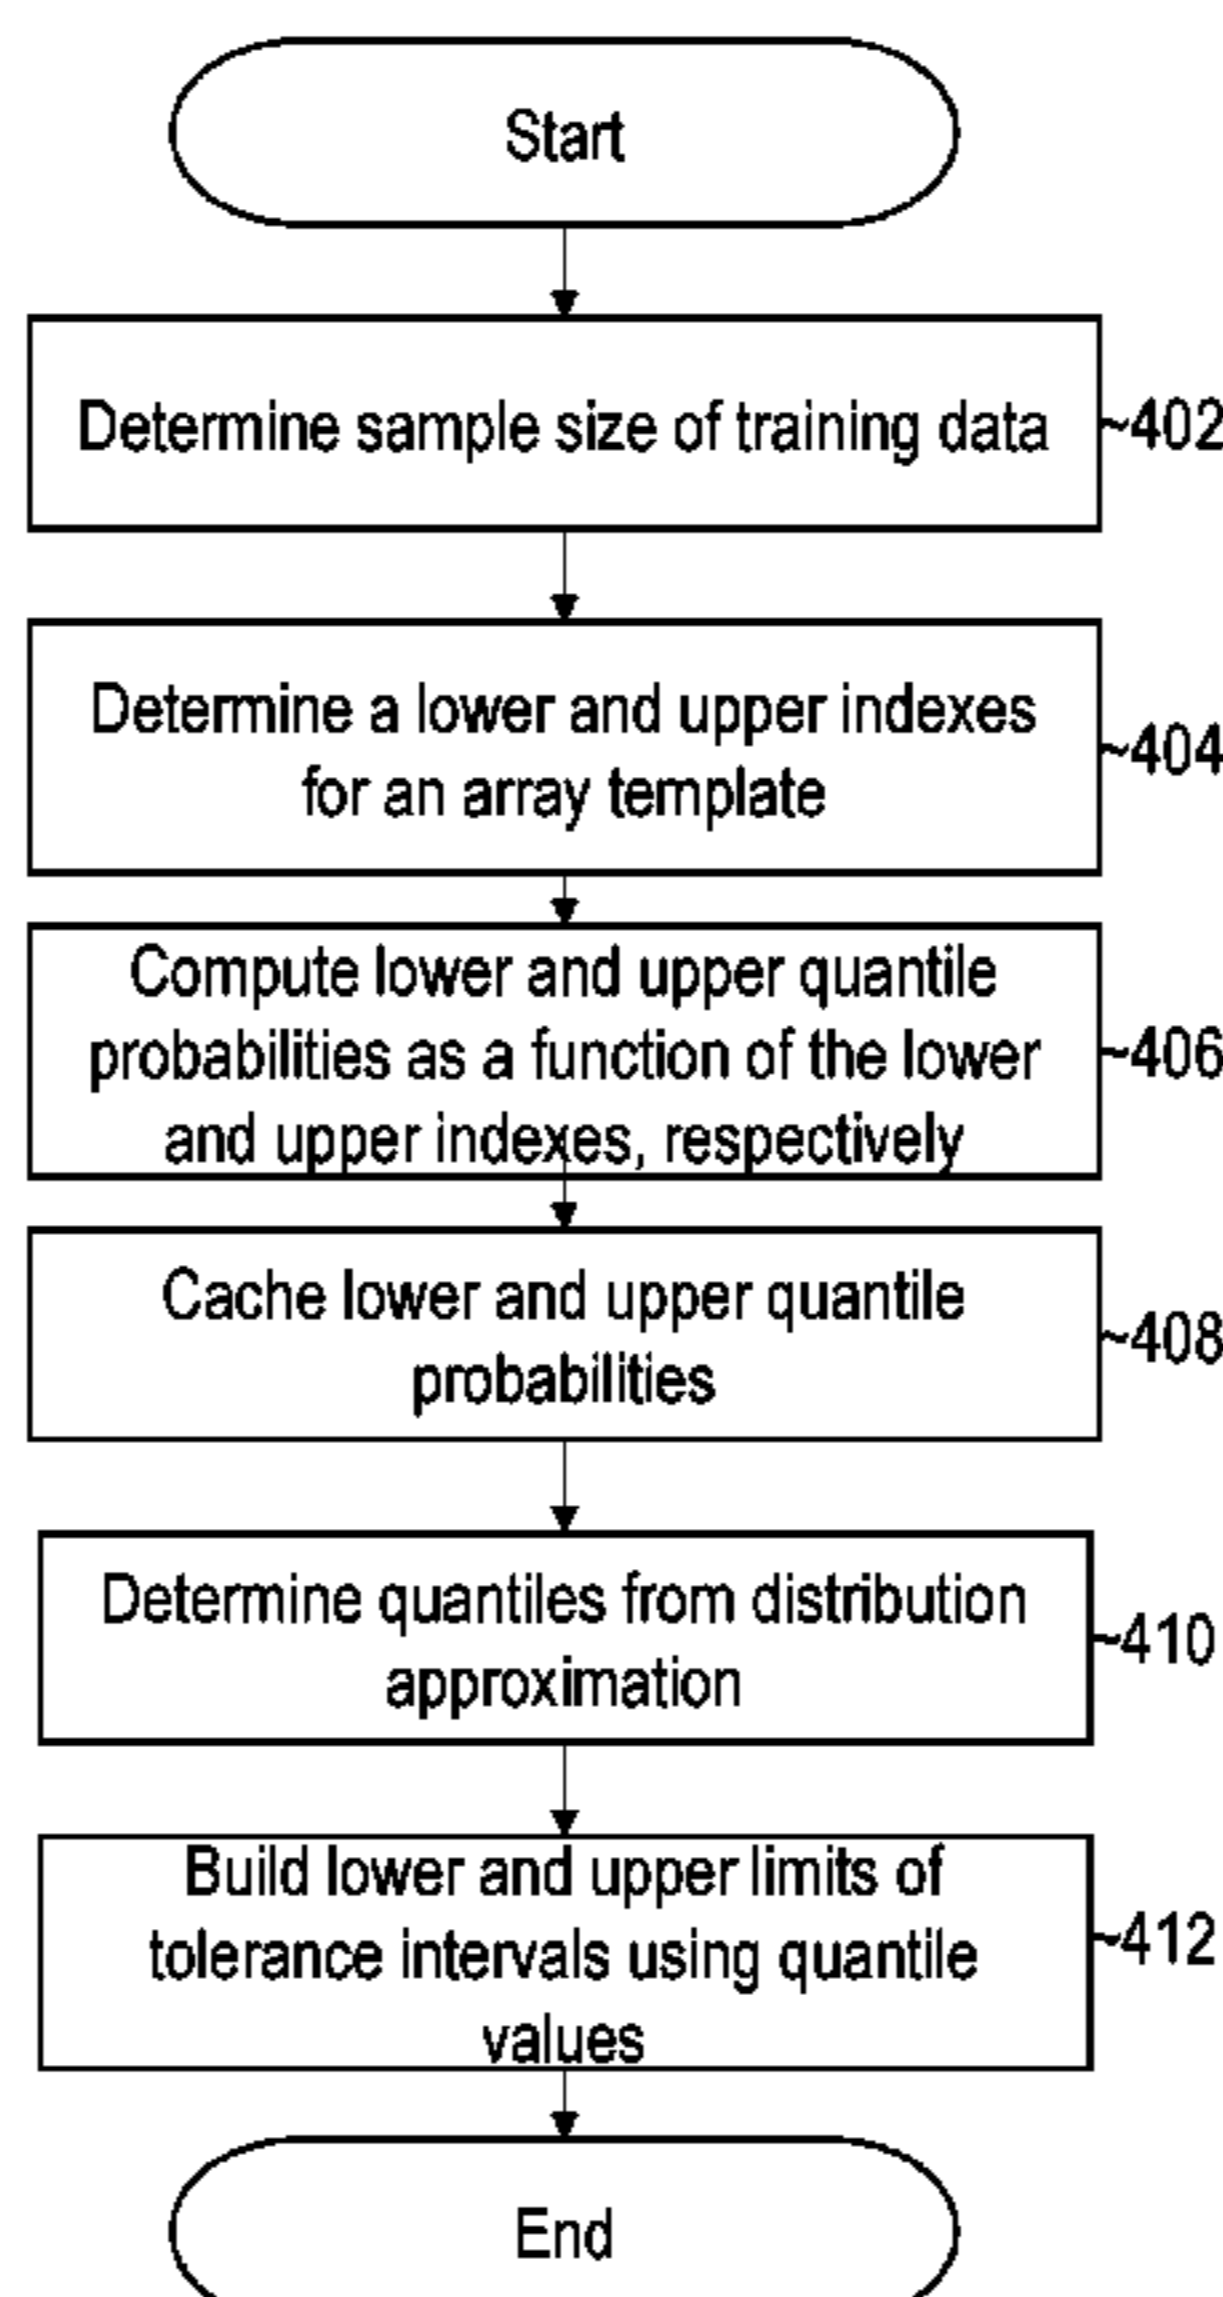 Start
Determine sample size of training data
~402
Determine a lower and upper indexes
for an array template
~404
Compute lower and upper quantile
probabilities as a function of the lower
and upper indexes, respectively
~406
Cache lower and upper quantile
probabilities
~408
Determine quantiles from distribution
approximation
~410
Build lower and upper limits of
tolerance intervals using quantile
values
~412
End